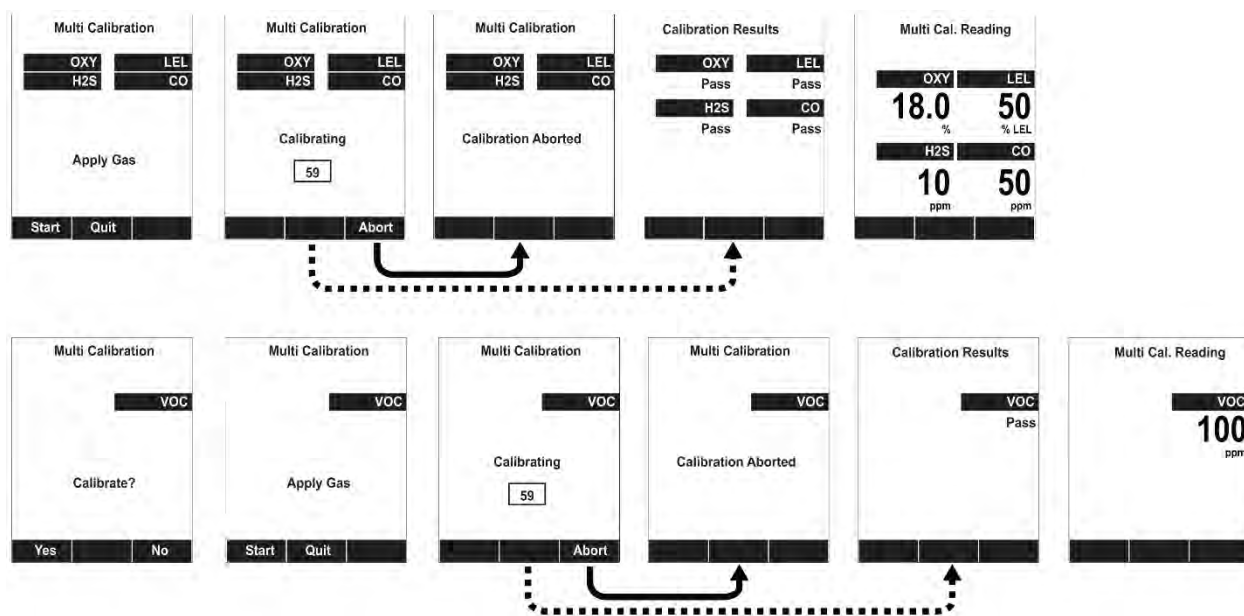 Multi Calibration
OXY LEL
H2S CO
Apply Gas
Start Quit
Multi Calibration
OXY LEL
H2S CO
Calibrating
59
Abort
Multi Calibration
OXY LEL
H2S CO
Calibration Aborted
Calibration Results
OXY LEL
Pass Pass
H2S CO
Pass Pass
Multi Cal. Reading
OXY LEL
18.0 50
% % LEL
H2S CO
10 50
ppm ppm
Multi Calibration
VOC
Calibrate?
Yes No
Multi Calibration
VOC
Apply Gas
Start Quit
Multi Calibration
VOC
Calibrating
59
Abort
Multi Calibration
VOC
Calibration Aborted
Calibration Results
VOC
Pass
Multi Cal. Reading
VOC
100
ppm